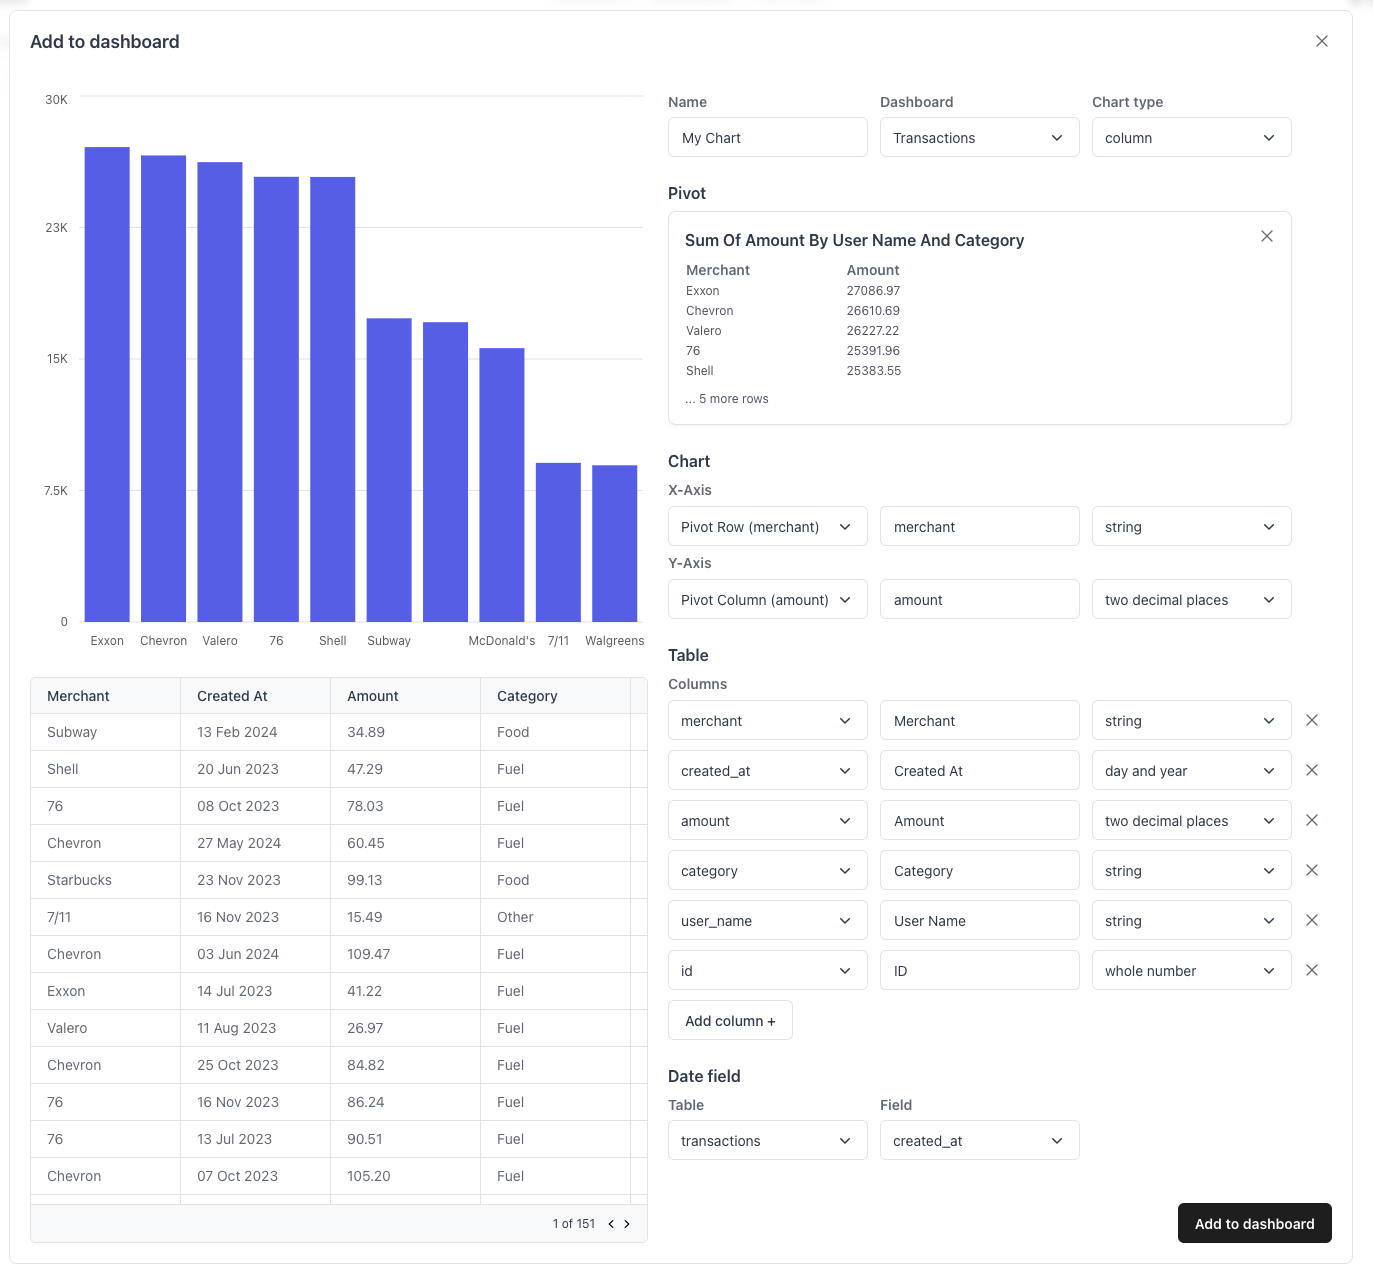 Add to dashboard
30K
23K
15K
7.5K
0
Exxon Chevron Valero 76 Shell Subway McDonald's 7/11 Walgreens
Merchant Created At Amount Category
Subway 13 Feb 2024 34.89 Food
Shell 20 Jun 2023 47.29 Fuel
76 08 Oct 2023 78.03 Fuel
Chevron 27 May 2024 60.45 Fuel
Starbucks 23 Nov 2023 99.13 Food
7/11 16 Nov 2023 15.49 Other
Chevron 03 Jun 2024 109.47 Fuel
Exxon 14 Jul 2023 41.22 Fuel
Valero 11 Aug 2023 26.97 Fuel
Chevron 25 Oct 2023 84.82 Fuel
76 16 Nov 2023 86.24 Fuel
76 13 Jul 2023 90.51 Fuel
Chevron 07 Oct 2023 105.20 Fuel
1 of 151
Name Dashboard Chart type
My Chart Transactions column
Pivot
Sum Of Amount By User Name And Category
Merchant Amount
Exxon 27086.97
Chevron 26610.69
Valero 26227.22
76 25391.96
Shell 25383.55
... 5 more rows
Chart
X-Axis
Pivot Row (merchant) merchant string
Y-Axis
Pivot Column (amount) amount two decimal places
Table
Columns
merchant Merchant string
created_at Created At day and year
amount Amount two decimal places
category Category string
user_name User Name string
id ID whole number
Add column +
Date field
Table Field
transactions created_at
Add to dashboard